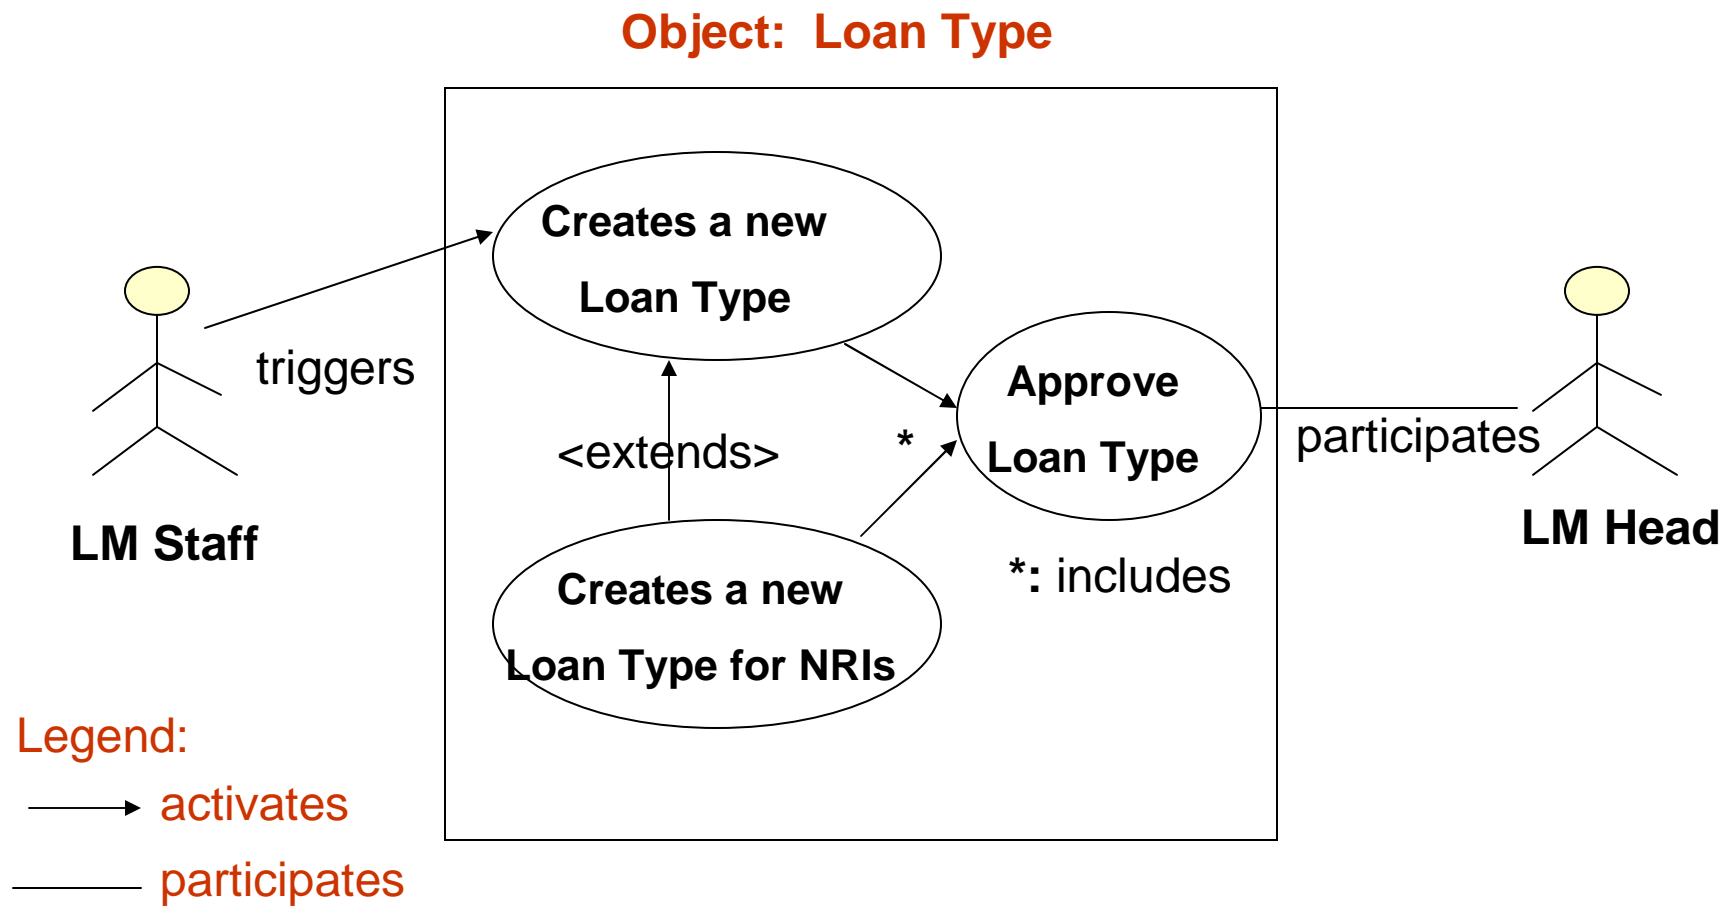 Object: Loan Type
Creates a new
Loan Type
triggers
Approve
Loan Type
<extends>
*
participates
LM Staff
LM Head
Creates a new
Loan Type for NRIs
*: includes
Legend:
activates
participates